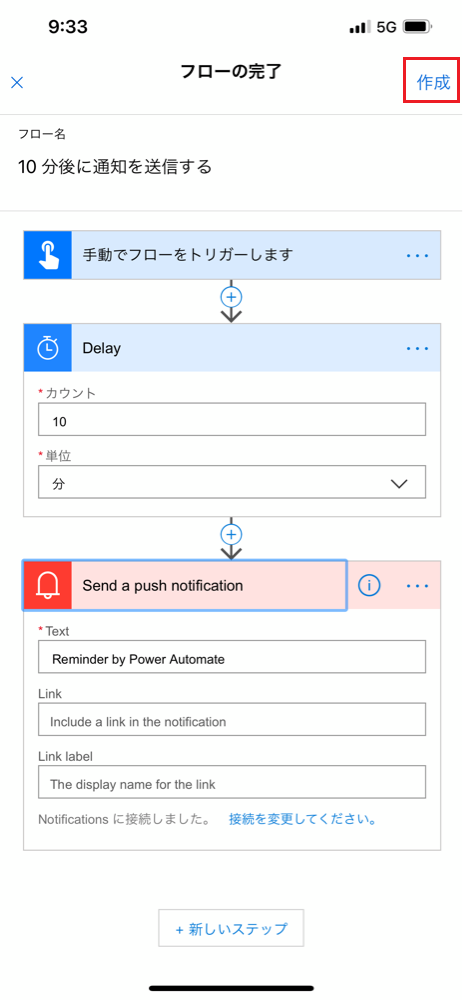 9:33
5G
フローの完了
作成
フロー名
10 分後に通知を送信する
手動でフローをトリガーします
Delay
*カウント
10
*単位
分
Send a push notification
*Text
Reminder by Power Automate
Link
Include a link in the notification
Link label
The display name for the link
Notifications に接続しました。 接続を変更してください。
+ 新しいステップ